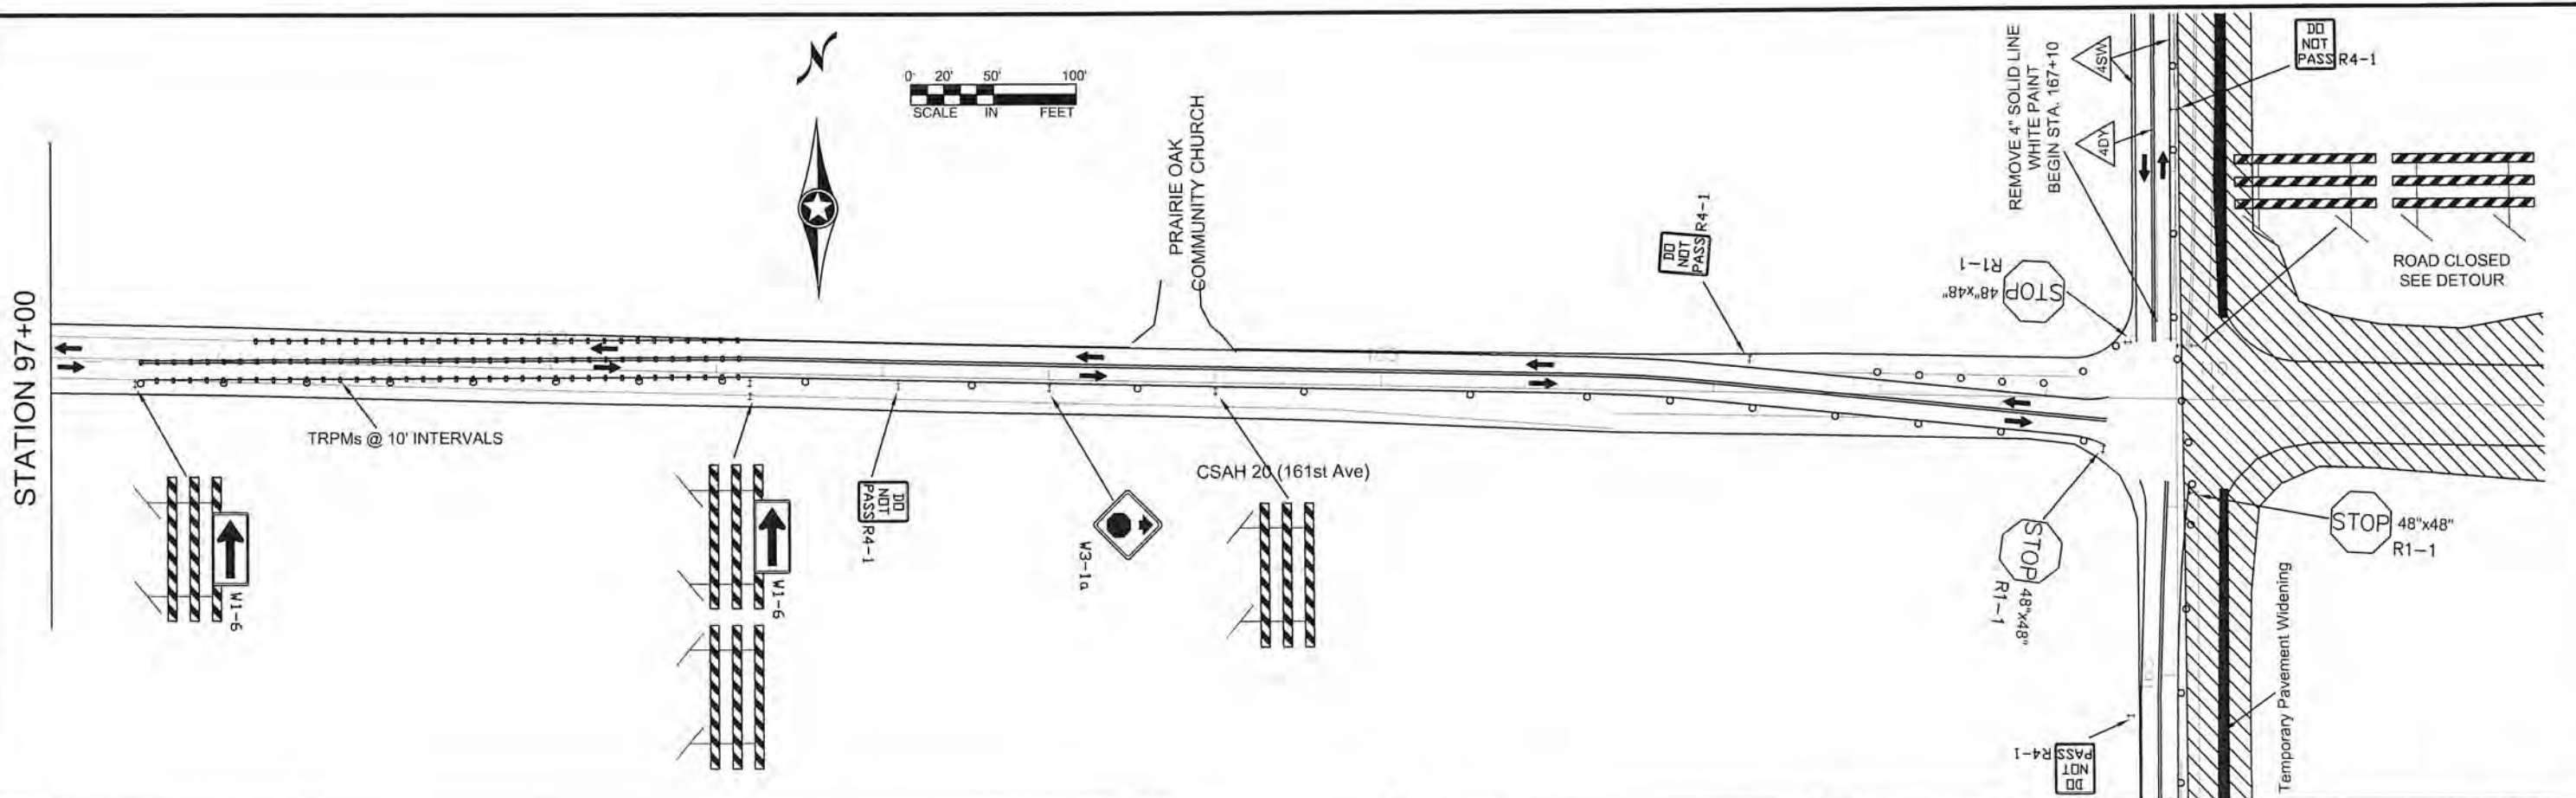 STATION 97+00
0' 20' 50' 100'
SCALE IN FEET
PRAIRIE OAK
COMMUNITY CHURCH
TRPMs @ 10' INTERVALS
W1-6
W1-6
DO
NOT
PASS
R4-1
W3-1a
CSAH 20 (161st Ave)
DO
NOT
PASS
R4-1
REMOVE 4" SOLID LINE
WHITE PAINT
BEGIN STA. 167+10
4SW
4DY
DO
NOT
PASS
R4-1
STOP
48"x48"
R1-1
ROAD CLOSED
SEE DETOUR
STOP
48"x48"
R1-1
STOP
48"x48"
R1-1
Temporary Pavement Widening
DO
NOT
PASS
R4-1